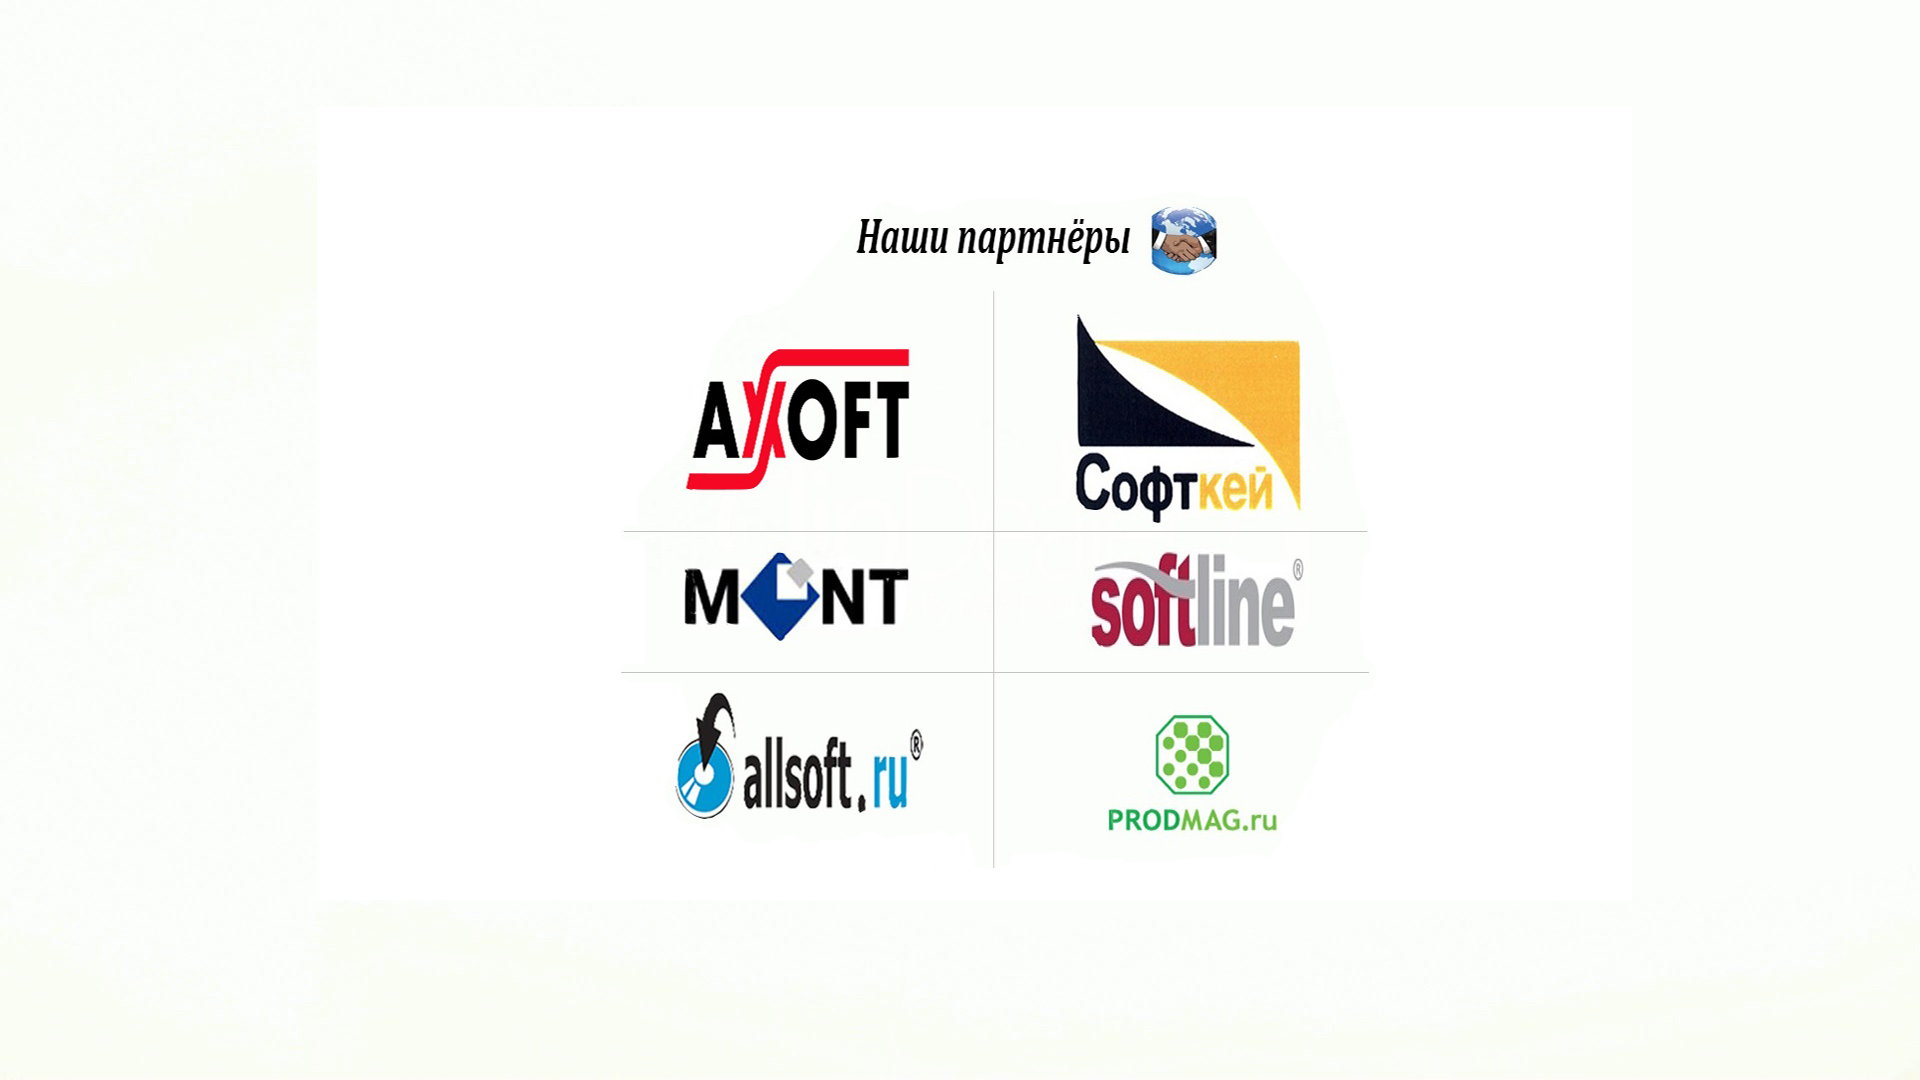 Наши партнёры
AXOFT
Софткей
MONT
softline®
allsoft.ru®
PRODMAG.ru